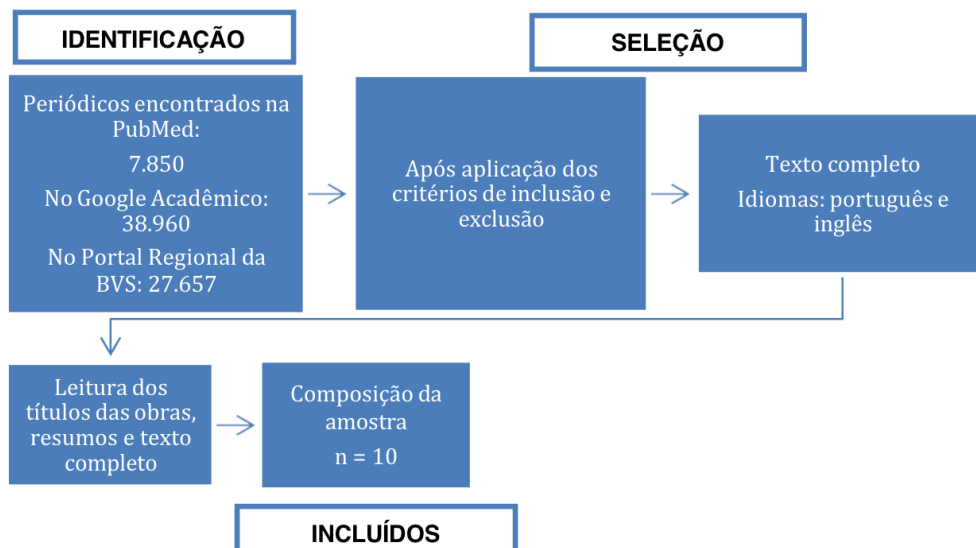 IDENTIFICAÇÃO
SELEÇÃO
Periódicos encontrados na
PubMed:
7.850
No Google Acadêmico:
38.960
No Portal Regional da
BVS: 27.657
Após aplicação dos
critérios de inclusão e
exclusão
Texto completo
Idiomas: português e
inglês
Leitura dos
títulos das obras,
resumos e texto
completo
Composição da
amostra
n = 10
INCLUÍDOS